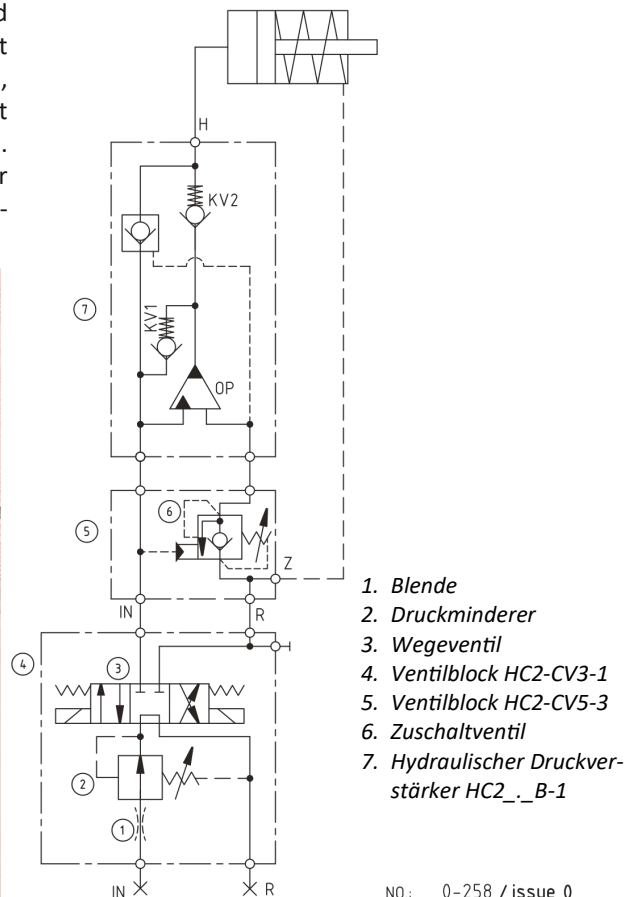 d
t
,
t
.
r
-
H
KV2
KV1
7
OP
6
5
Z
IN
R
4
3
2
1
IN
R
1. Blende
2. Druckminderer
3. Wegeventil
4. Ventilblock HC2-CV3-1
5. Ventilblock HC2-CV5-3
6. Zuschaltventil
7. Hydraulischer Druckver-
stärker HC2_._B-1
NO.: 0-258 / issue 0